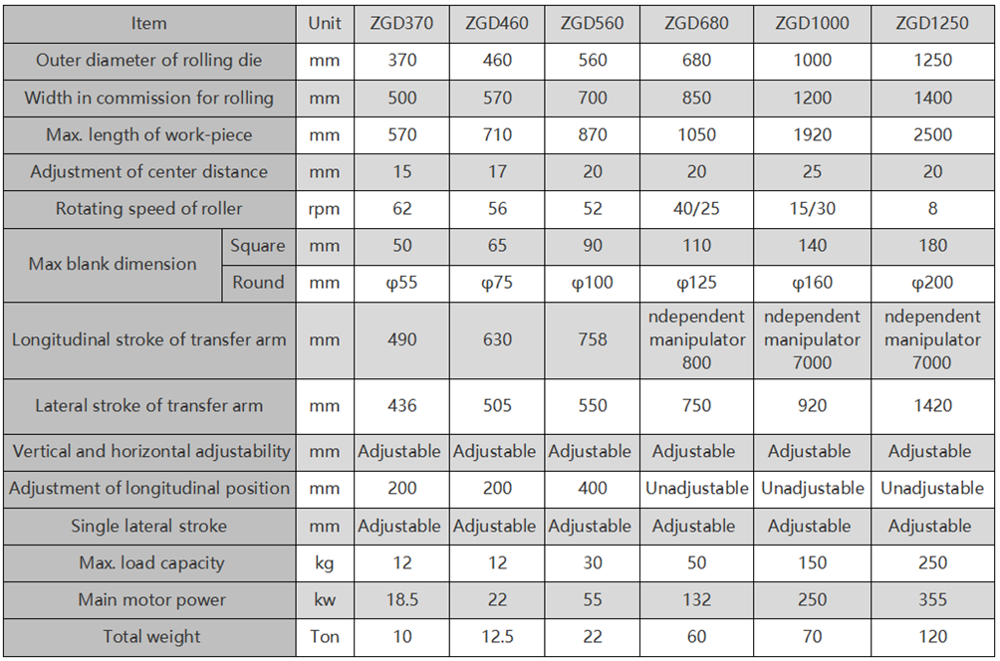 Item Unit ZGD370 ZGD460 ZGD560 ZGD680 ZGD1000 ZGD1250
Outer diameter of rolling die mm 370 460 560 680 1000 1250
Width in commission for rolling mm 500 570 700 850 1200 1400
Max. length of work-piece mm 570 710 870 1050 1920 2500
Adjustment of center distance mm 15 17 20 20 25 20
Rotating speed of roller rpm 62 56 52 40/25 15/30 8
Max blank dimension
Square mm 50 65 90 110 140 180
Round mm φ55 φ75 φ100 φ125 φ160 φ200
ndependent ndependent ndependent
Longitudinal stroke of transfer arm mm 490 630 758 manipulator manipulator manipulator
800 7000 7000
Lateral stroke of transfer arm mm 436 505 550 750 920 1420
Vertical and horizontal adjustability mm Adjustable Adjustable Adjustable Adjustable Adjustable Adjustable
Adjustment of longitudinal position mm 200 200 400 Unadjustable Unadjustable Unadjustable
Single lateral stroke mm Adjustable Adjustable Adjustable Adjustable Adjustable Adjustable
Max. load capacity kg 12 12 30 50 150 250
Main motor power kw 18.5 22 55 132 250 355
Total weight Ton 10 12.5 22 60 70 120